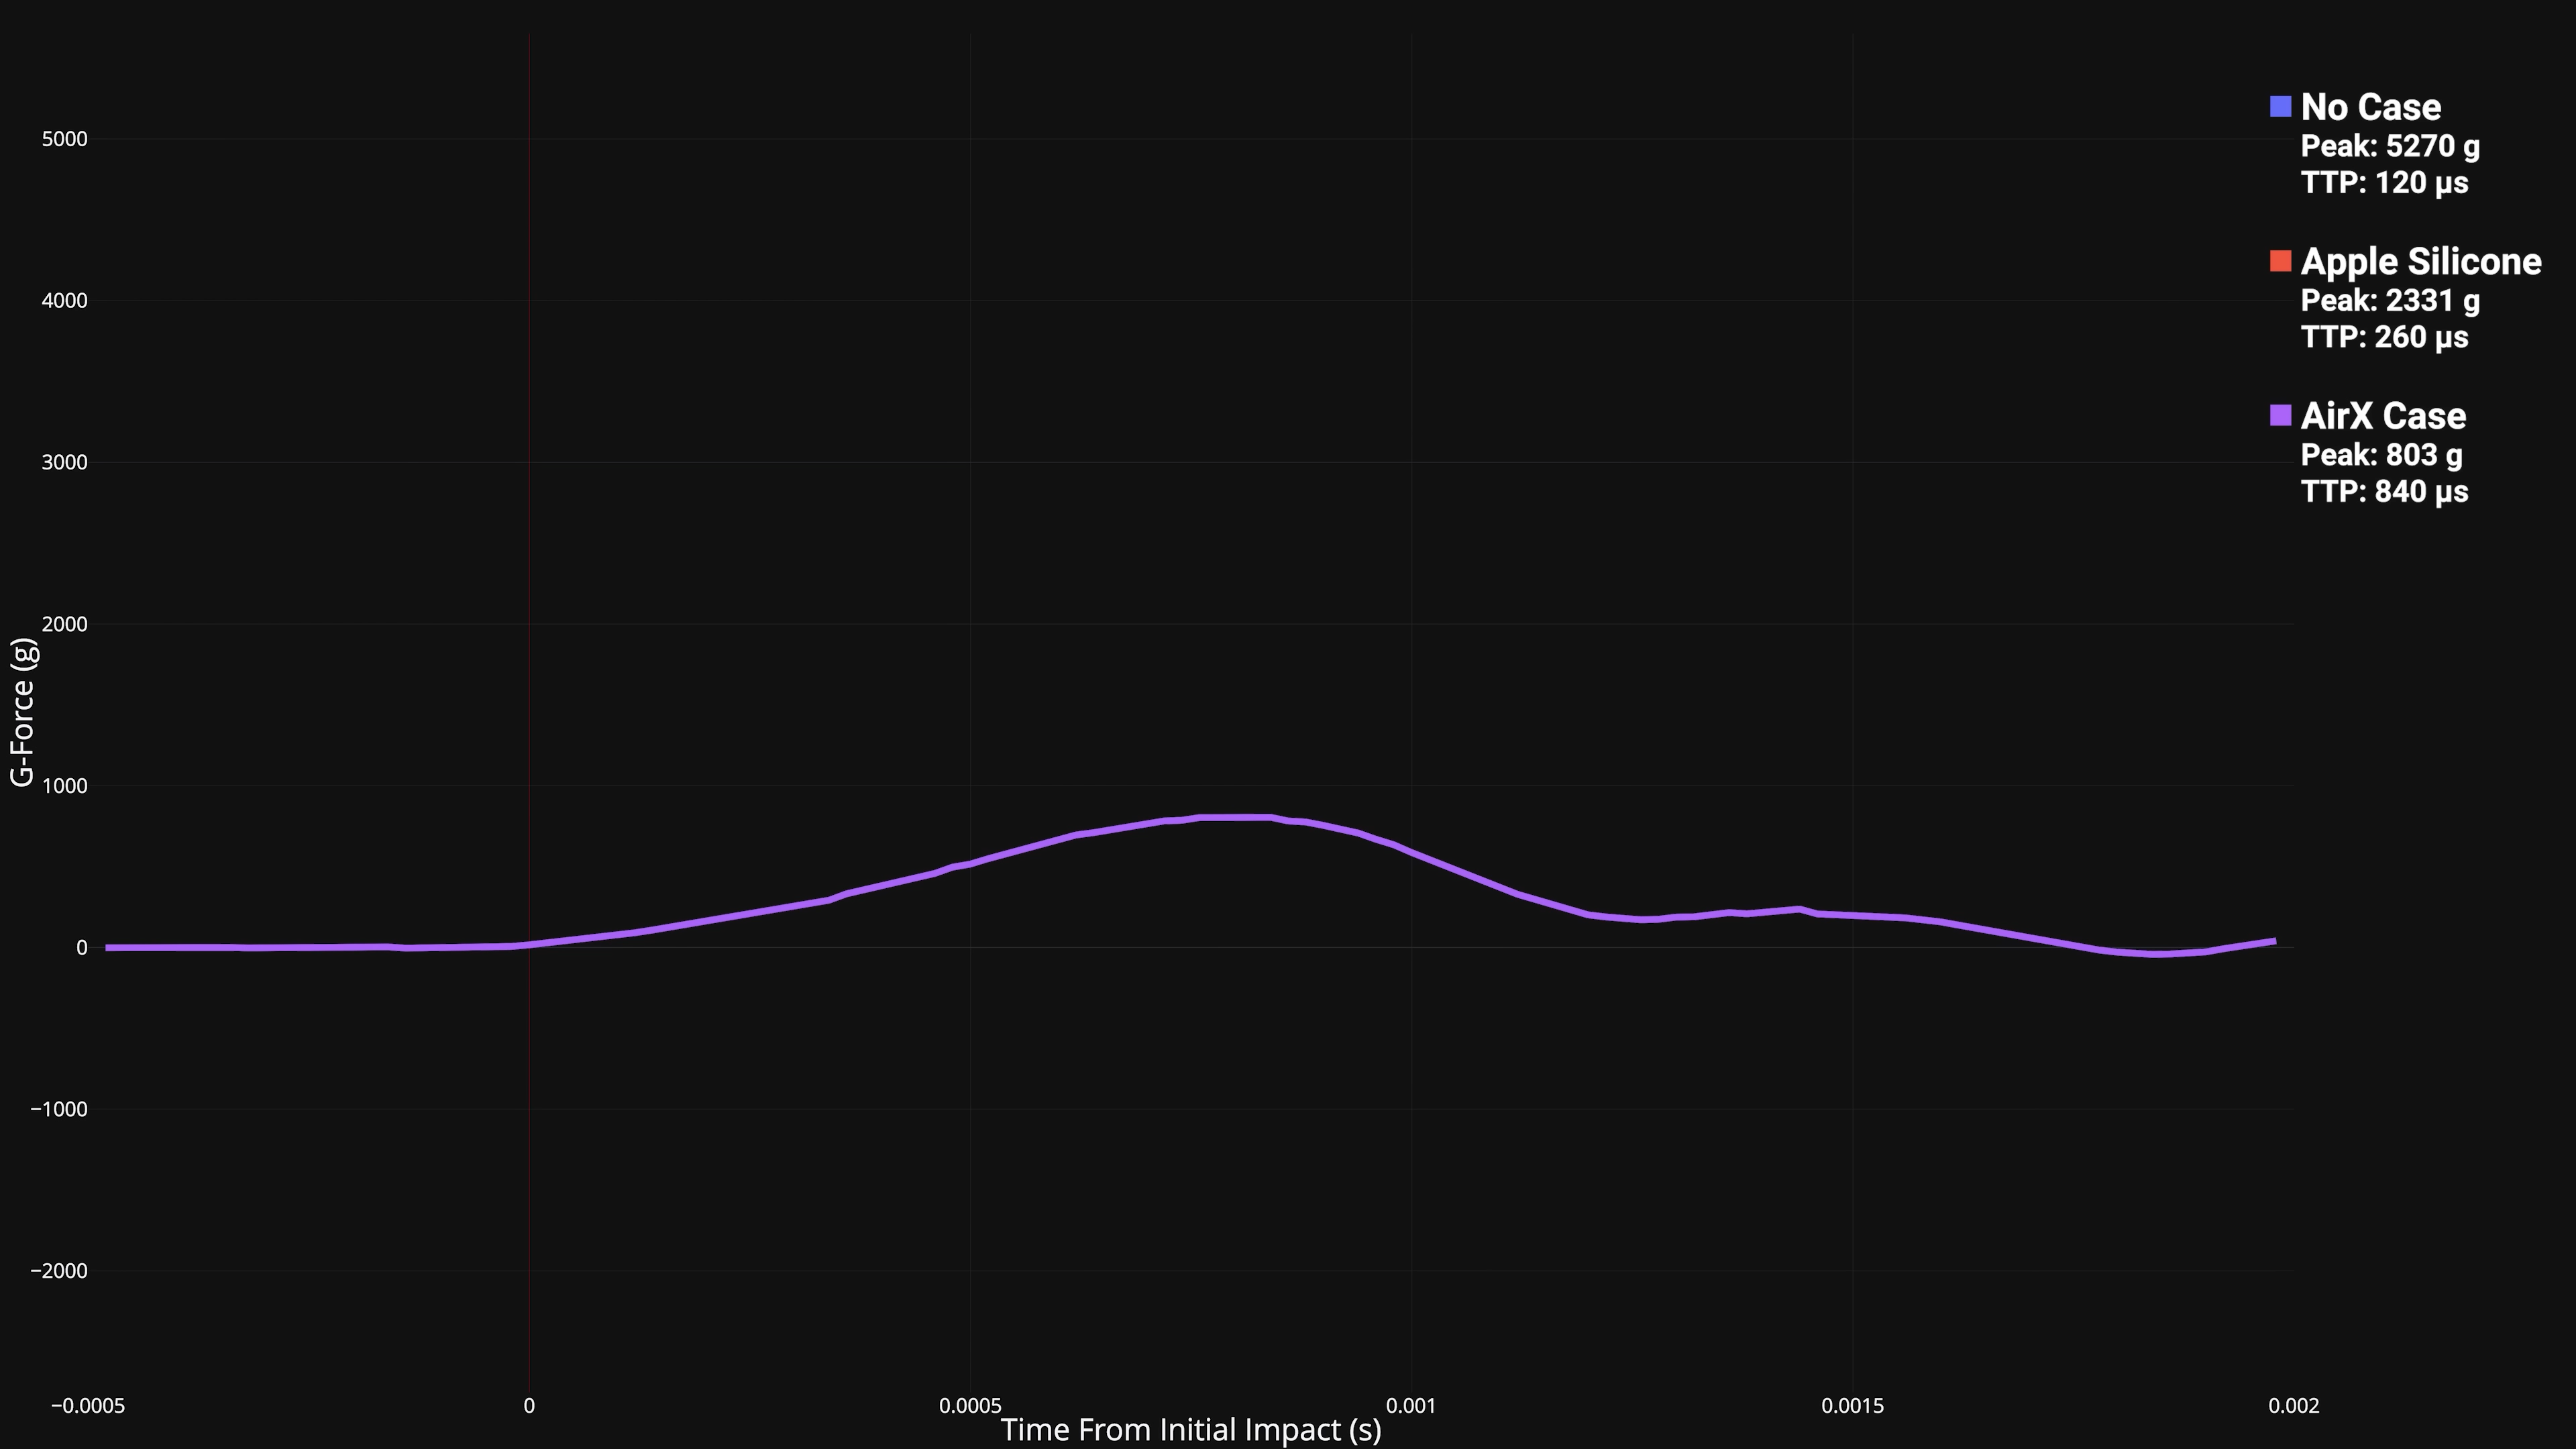 No Case
Peak: 5270 g
TTP: 120 µs
Apple Silicone
Peak: 2331 g
TTP: 260 µs
AirX Case
Peak: 803 g
TTP: 840 µs
G-Force (g)
5000
4000
3000
2000
1000
0
−1000
−2000
−0.0005
0
0.0005
0.001
0.0015
0.002
Time From Initial Impact (s)